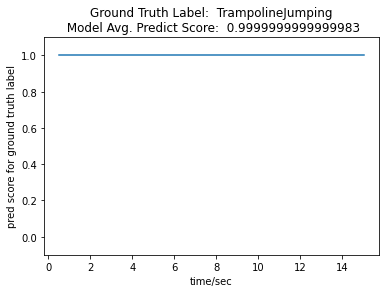 Ground Truth Label:  TrampolineJumping
Model Avg. Predict Score:  0.9999999999999983
pred score for ground truth label
1.0
0.8
0.6
0.4
0.2
0.0
0 2 4 6 8 10 12 14
time/sec